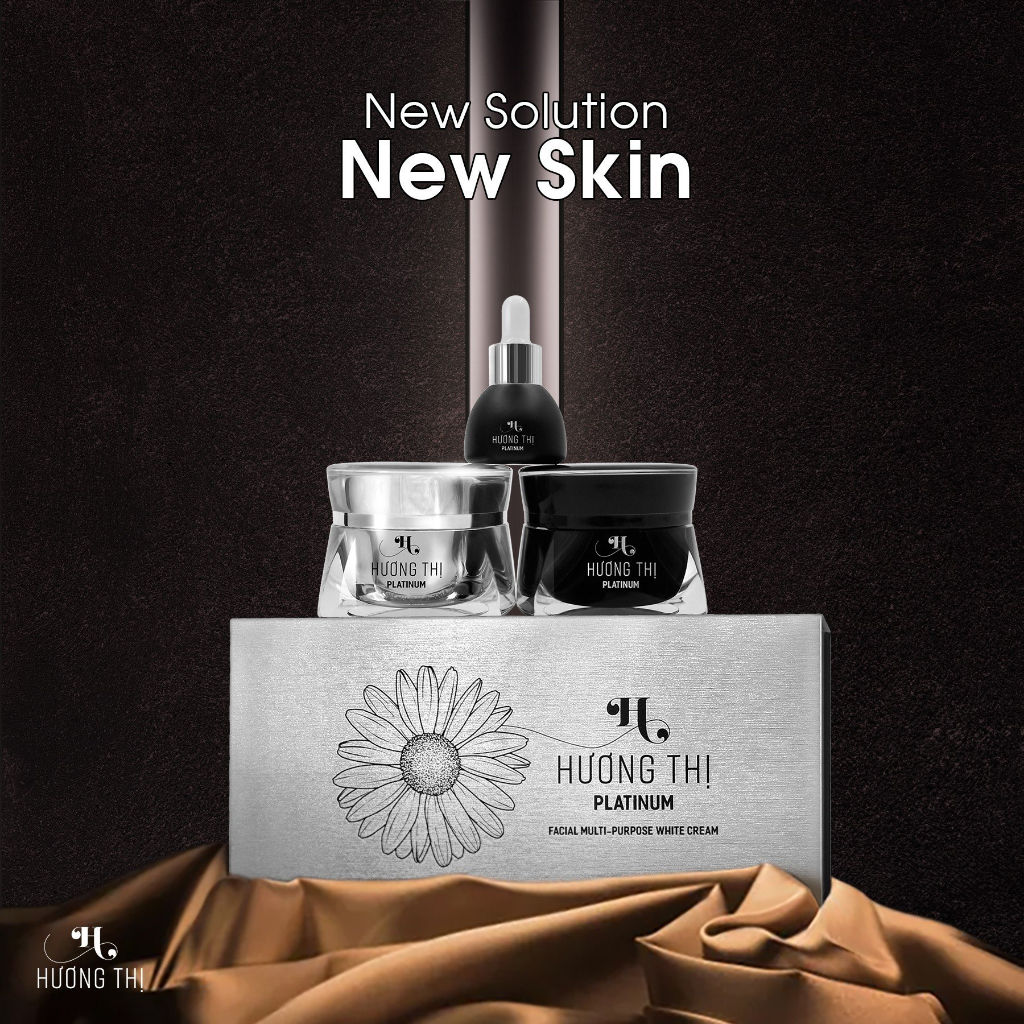 New Solution
New Skin
H
HƯƠNG THỊ
PLATINUM
H
HƯƠNG THỊ
PLATINUM
H
HƯƠNG THỊ
PLATINUM
H
HƯƠNG THỊ
PLATINUM
FACIAL MULTI-PURPOSE WHITE CREAM
H
HƯƠNG THỊ